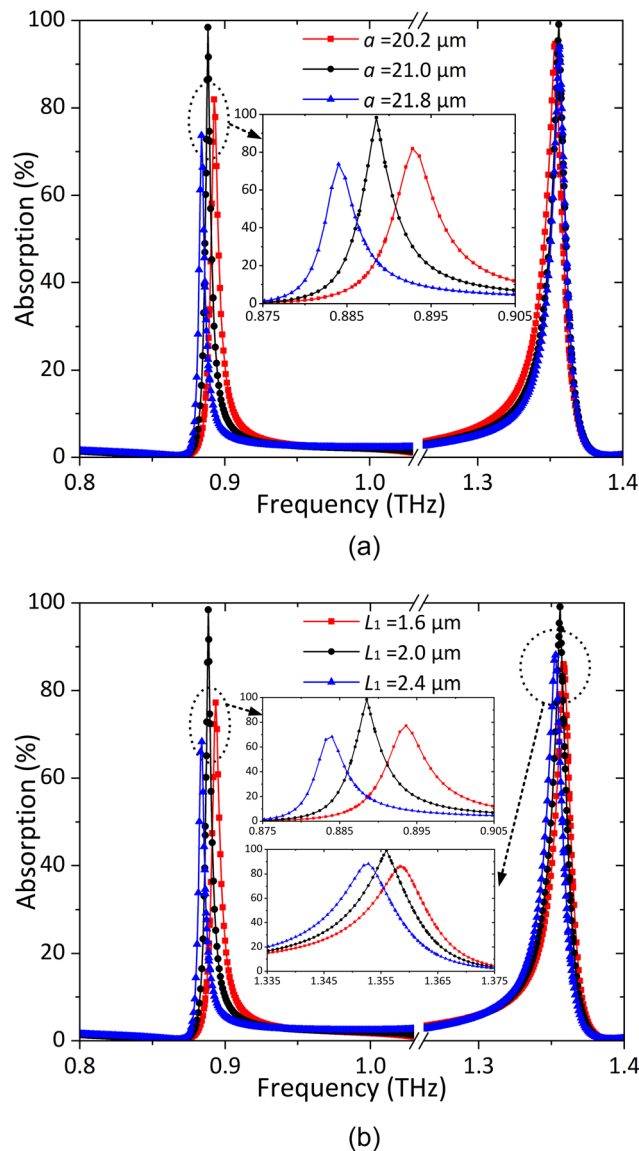 100
80
60
40
20
0
Absorption (%)
a =20.2 μm
a =21.0 μm
a =21.8 μm
100
80
60
40
20
0
0.875 0.885 0.895 0.905
0.8 0.9 1.0 1.3 1.4
Frequency (THz)
(a)
100
80
60
40
20
0
Absorption (%)
L1 =1.6 μm
L1 =2.0 μm
L1 =2.4 μm
100
80
60
40
20
0
0.875 0.885 0.895 0.905
100
80
60
40
20
0
1.335 1.345 1.355 1.365 1.375
0.8 0.9 1.0 1.3 1.4
Frequency (THz)
(b)